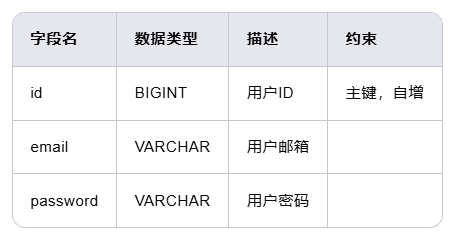 字段名 数据类型 描述 约束
id BIGINT 用户ID 主键，自增
email VARCHAR 用户邮箱
password VARCHAR 用户密码